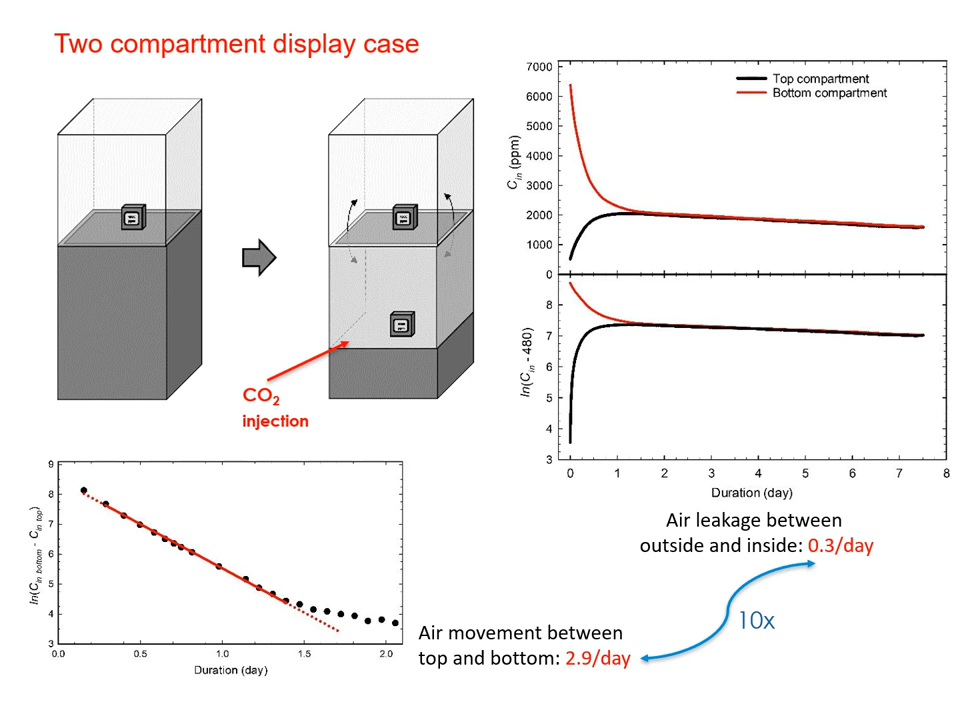 Two compartment display case
CO2
injection
7000
6000
5000
4000
3000
2000
1000
0
Cin (ppm)
Top compartment
Bottom compartment
8
7
6
5
4
3
ln(Cin - 480)
0 1 2 3 4 5 6 7 8
Duration (day)
Air leakage between
outside and inside: 0.3/day
10x
9
8
7
6
5
4
3
ln(Cin bottom - Cin top)
0.0 0.5 1.0 1.5 2.0
Duration (day)
Air movement between
top and bottom: 2.9/day